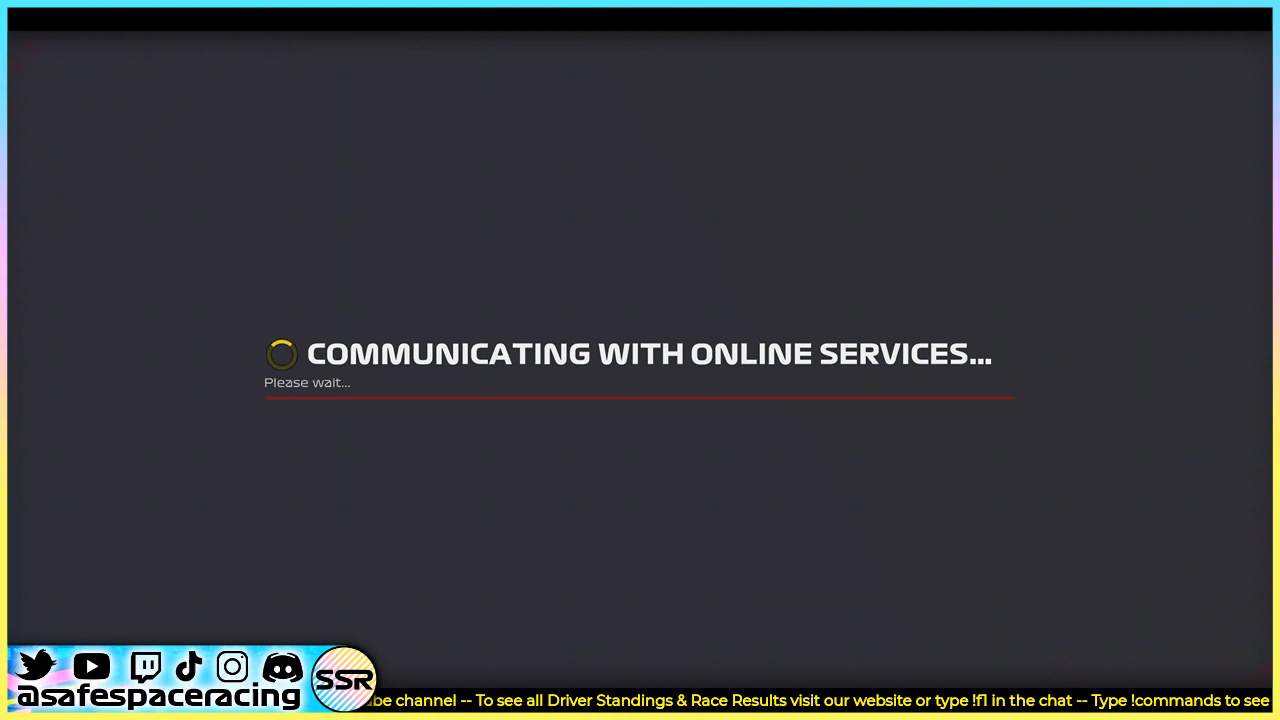 COMMUNICATING WITH ONLINE SERVICES...
Please wait...
@safespaceracing
SSR
be channel -- To see all Driver Standings & Race Results visit our website or type !f1 in the chat -- Type !commands to see